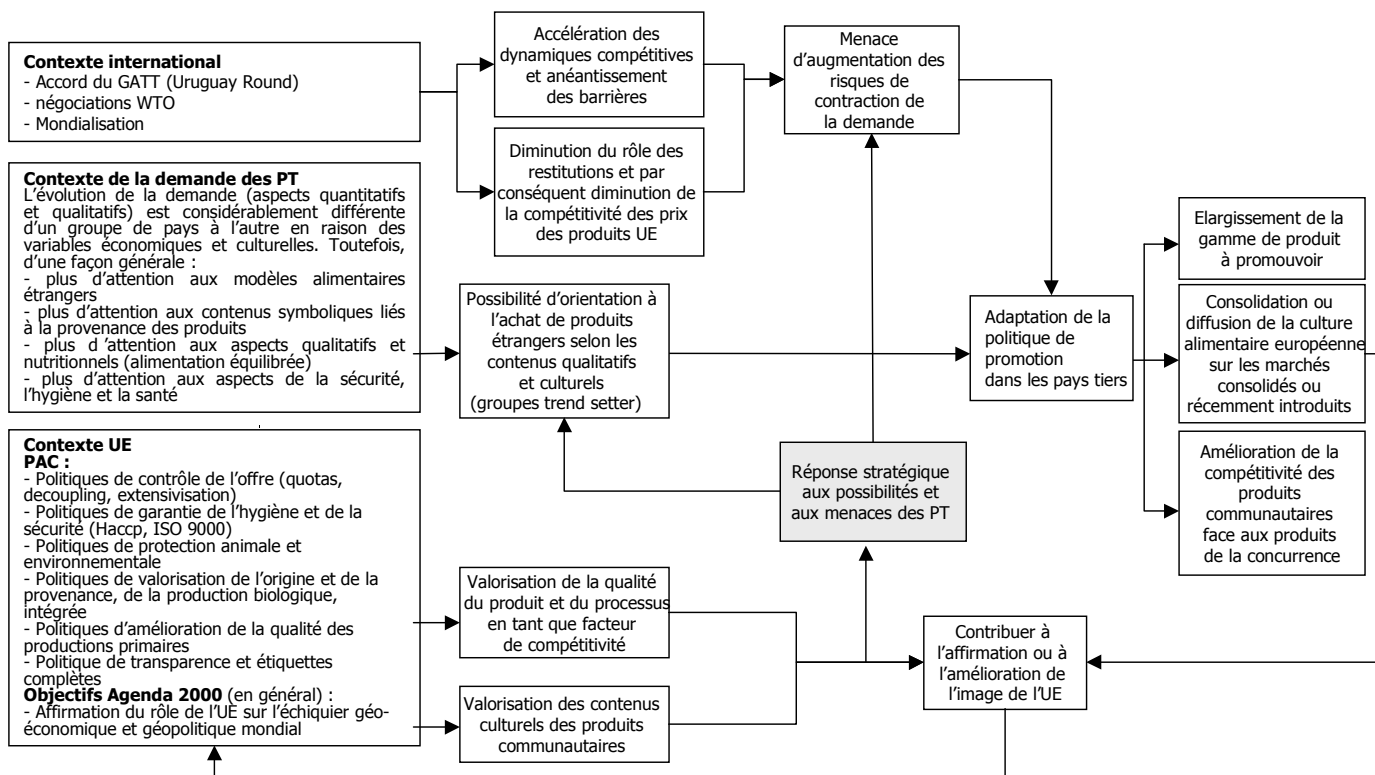 Contexte international
- Accord du GATT (Uruguay Round)
- négociations WTO
- Mondialisation
Accélération des
dynamiques compétitives
et anéantissement
des barrières
Diminution du rôle des
restitutions et par
conséquent diminution de
la compétitivité des prix
des produits UE
Menace
d'augmentation des
risques de
contraction de
la demande
Contexte de la demande des PT
L'évolution de la demande (aspects quantitatifs
et qualitatifs) est considérablement différente
d'un groupe de pays à l'autre en raison des
variables économiques et culturelles. Toutefois,
d'une façon générale :
- plus d'attention aux modèles alimentaires
étrangers
- plus d'attention aux contenus symboliques liés
à la provenance des produits
- plus d 'attention aux aspects qualitatifs et
nutritionnels (alimentation équilibrée)
- plus d'attention aux aspects de la sécurité,
l'hygiène et la santé
Possibilité d'orientation à
l'achat de produits
étrangers selon les
contenus qualitatifs
et culturels
(groupes trend setter)
Adaptation de la
politique de
promotion
dans les pays tiers
Elargissement de la
gamme de produit
à promouvoir
Consolidation ou
diffusion de la culture
alimentaire européenne
sur les marchés
consolidés ou
récemment introduits
Amélioration de la
compétitivité des
produits
communautaires
face aux produits
de la concurrence
Contexte UE
PAC :
- Politiques de contrôle de l'offre (quotas,
decoupling, extensivisation)
- Politiques de garantie de l'hygiène et de la
sécurité (Haccp, ISO 9000)
- Politiques de protection animale et
environnementale
- Politiques de valorisation de l'origine et de la
provenance, de la production biologique,
intégrée
- Politiques d'amélioration de la qualité des
productions primaires
- Politique de transparence et étiquettes
complètes
Objectifs Agenda 2000 (en général) :
- Affirmation du rôle de l'UE sur l'échiquier géo-
économique et géopolitique mondial
Réponse stratégique
aux possibilités et
aux menaces des PT
Valorisation de la qualité
du produit et du processus
en tant que facteur
de compétitivité
Valorisation des contenus
culturels des produits
communautaires
Contribuer à
l'affirmation ou à
l'amélioration de
l'image de l'UE